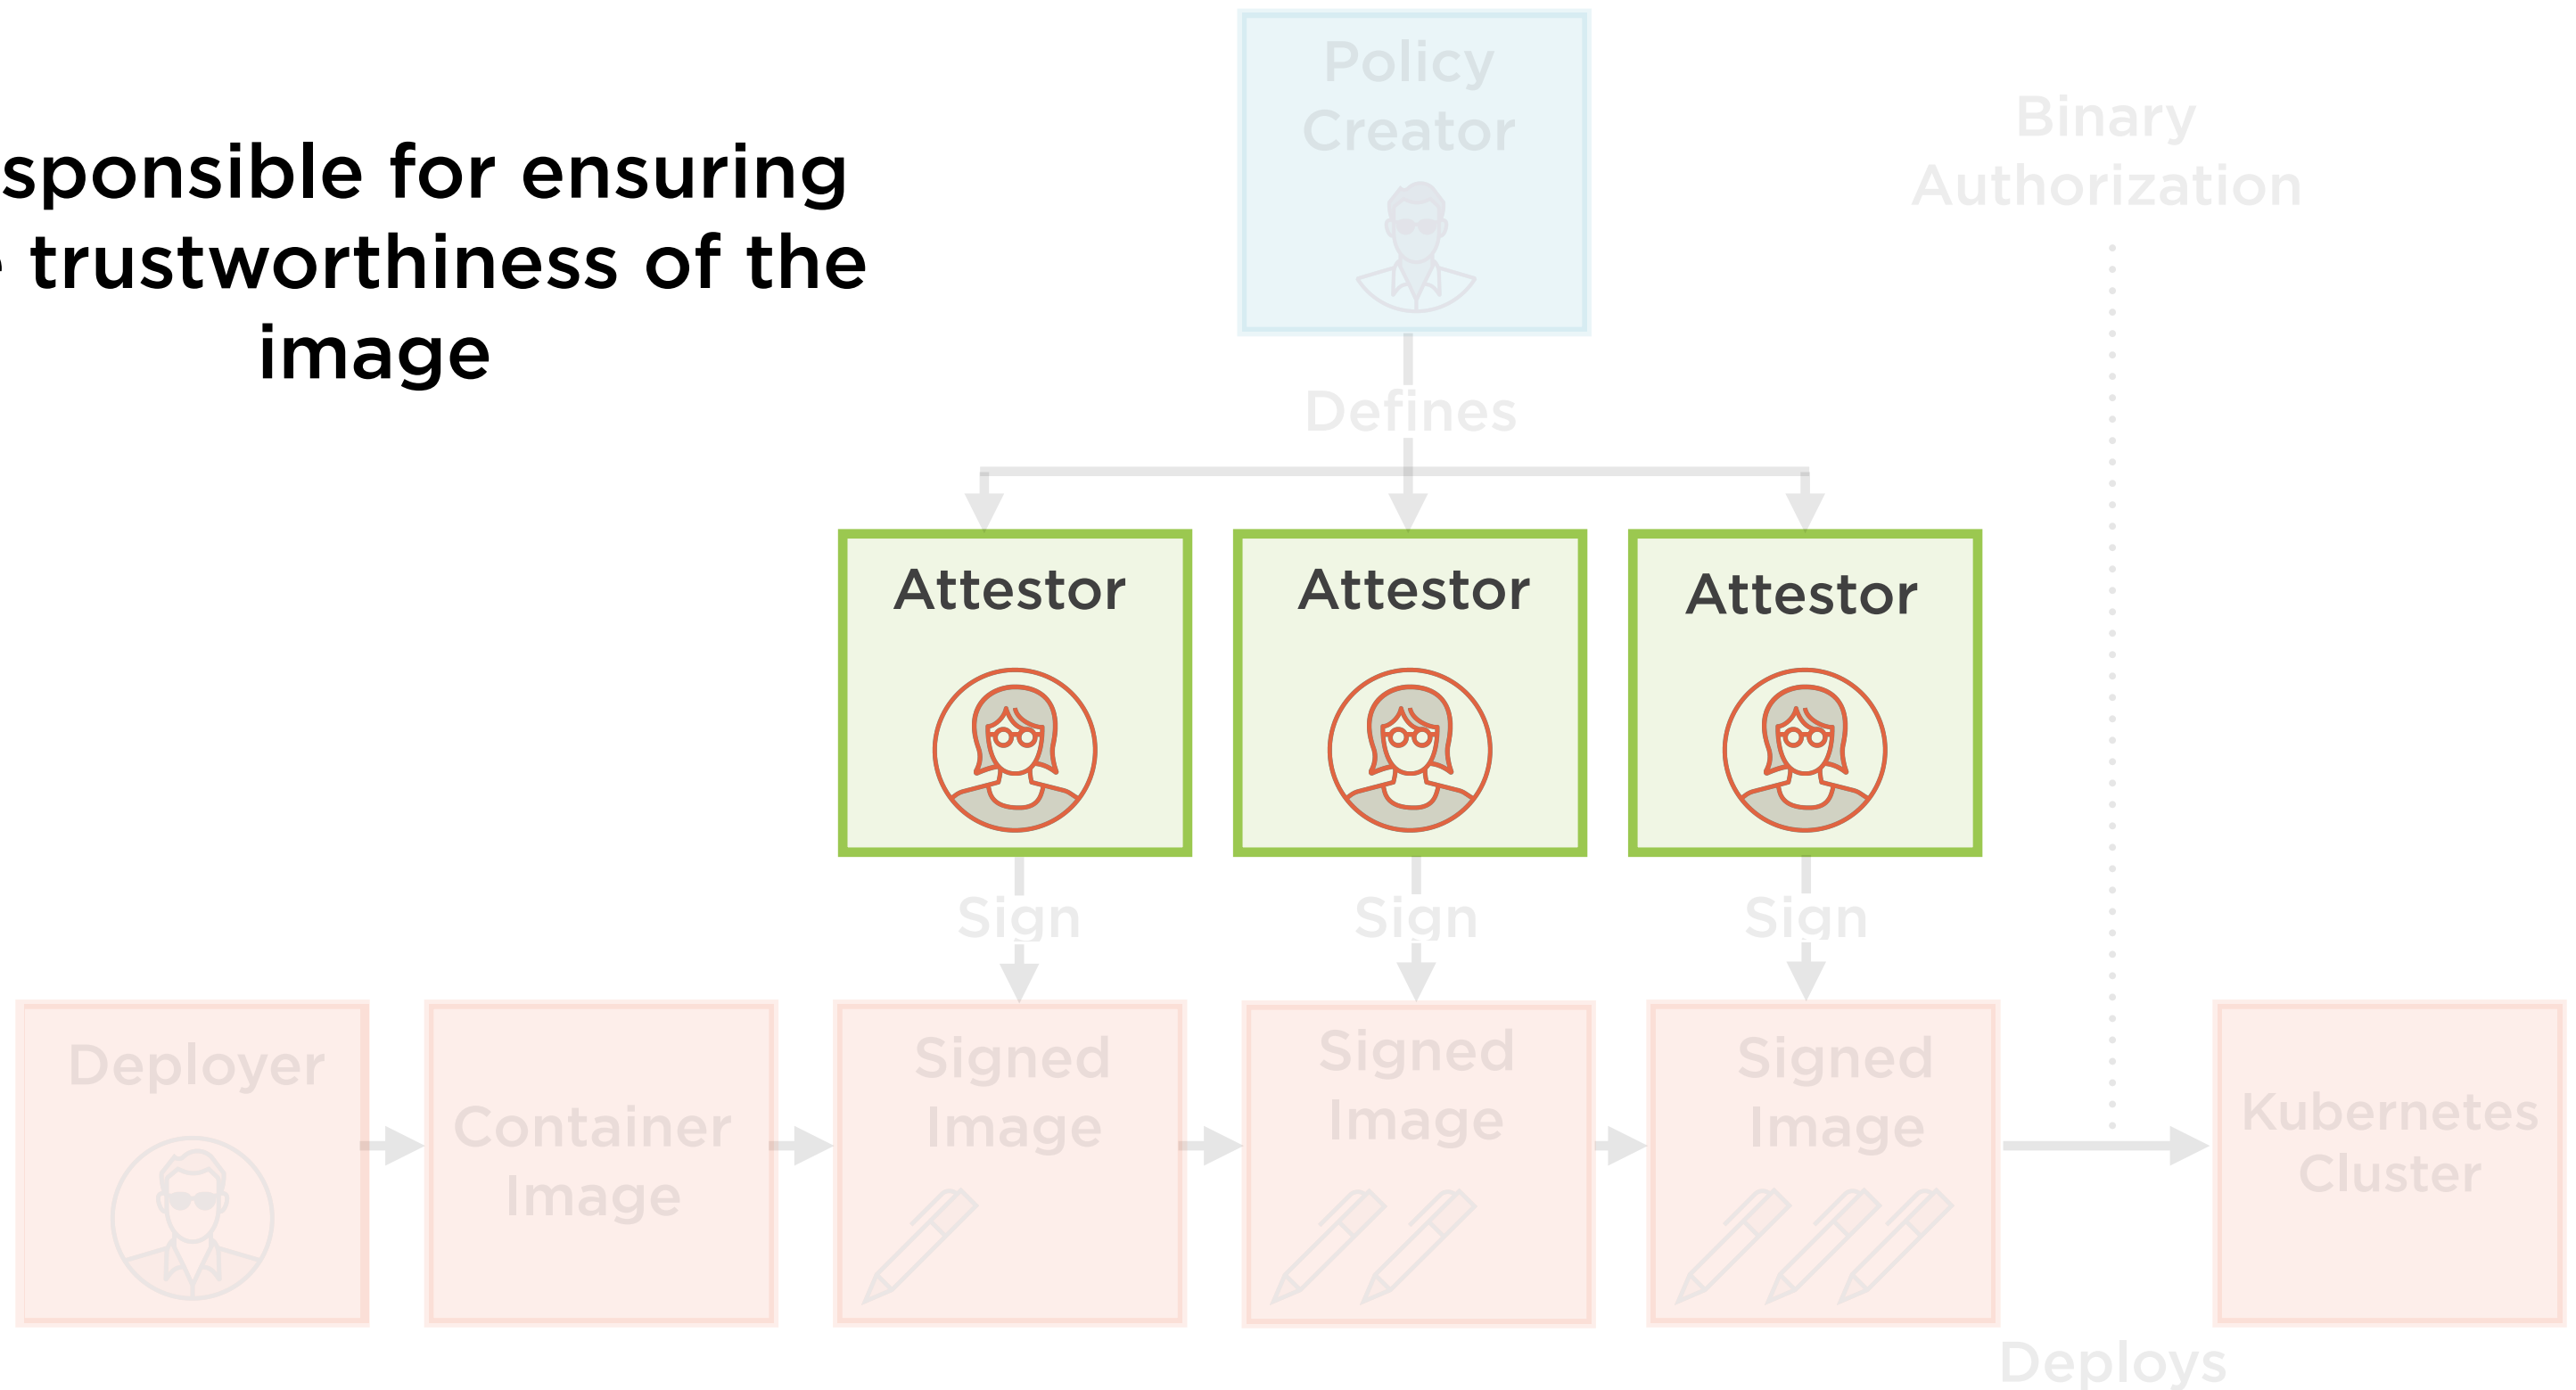 sponsible for ensuring
trustworthiness of the
image
Policy
Creator
Binary
Authorization
Defines
Attestor
Attestor
Attestor
Sign
Sign
Sign
Deployer
Container
Image
Signed
Image
Signed
Image
Signed
Image
Kubernetes
Cluster
Deploys